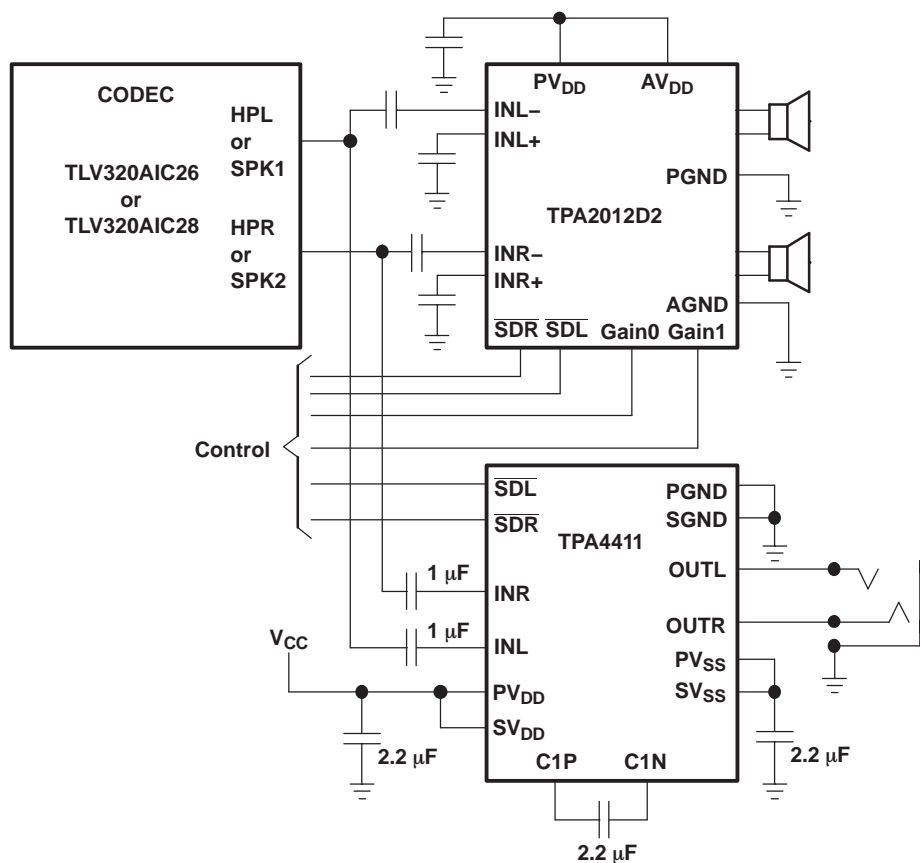 CODEC
TLV320AIC26
or
TLV320AIC28
HPL
or
SPK1
HPR
or
SPK2
PVDD
AVDD
INL–
INL+
PGND
TPA2012D2
INR–
INR+
AGND
SDR SDL Gain0 Gain1
Control
SDL
SDR
PGND
SGND
TPA4411
1 μF
INR
OUTL
1 μF
INL
OUTR
VCC
PVDD
SVDD
PVSS
SVSS
2.2 μF
2.2 μF
C1P
C1N
2.2 μF